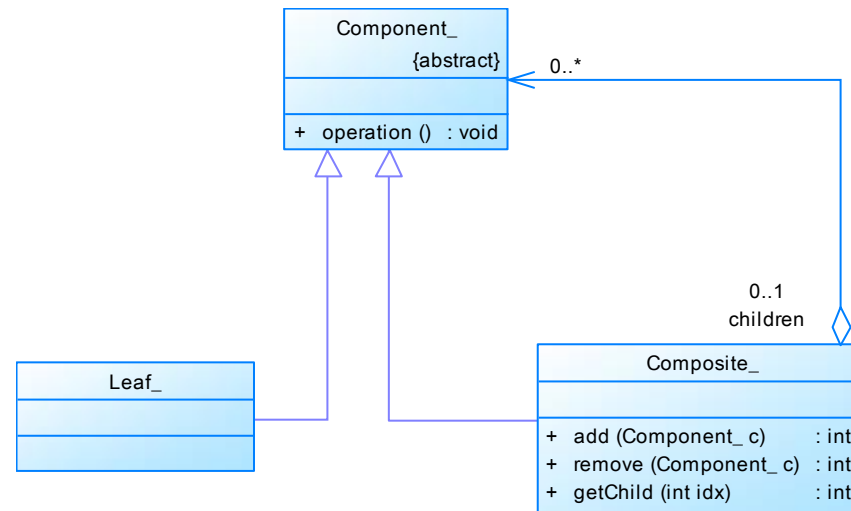 Component_
{abstract}
+ operation () : void
0..*
0..1
children
Leaf_
Composite_
+ add (Component_ c) : int
+ remove (Component_ c) : int
+ getChild (int idx) : int